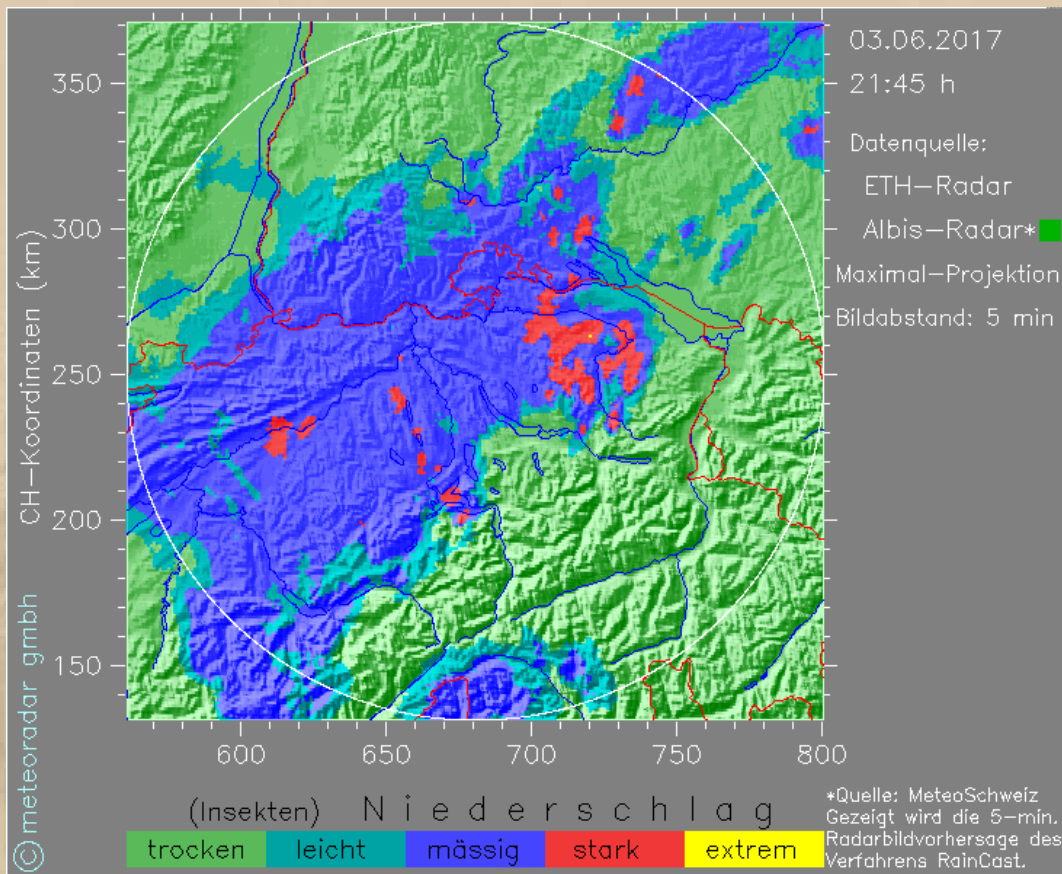 03.06.2017
21:45 h
Datenquelle:
ETH-Radar
Albis-Radar*
Maximal-Projektion
Bildabstand: 5 min
CH-Koordinaten (km)
350
300
250
200
150
600 650 700 750 800
© meteoradar gmbh
(Insekten) Niederschlag
trocken leicht mässig stark extrem
*Quelle: MeteoSchweiz
Gezeigt wird die 5-min.
Radarbildvorhersage des
Verfahrens RainCast.